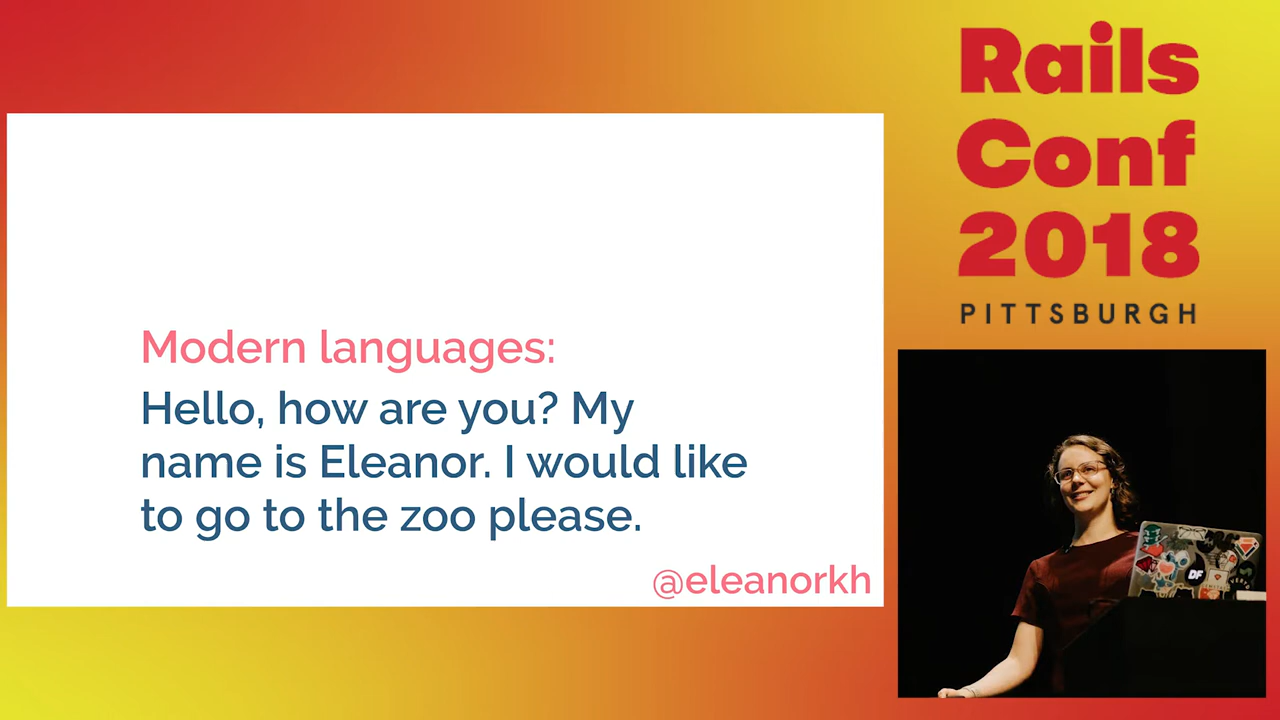 Rails
Conf
2018
PITTSBURGH
Modern languages:
Hello, how are you? My
name is Eleanor. I would like
to go to the zoo please.
@eleanorkh
DF